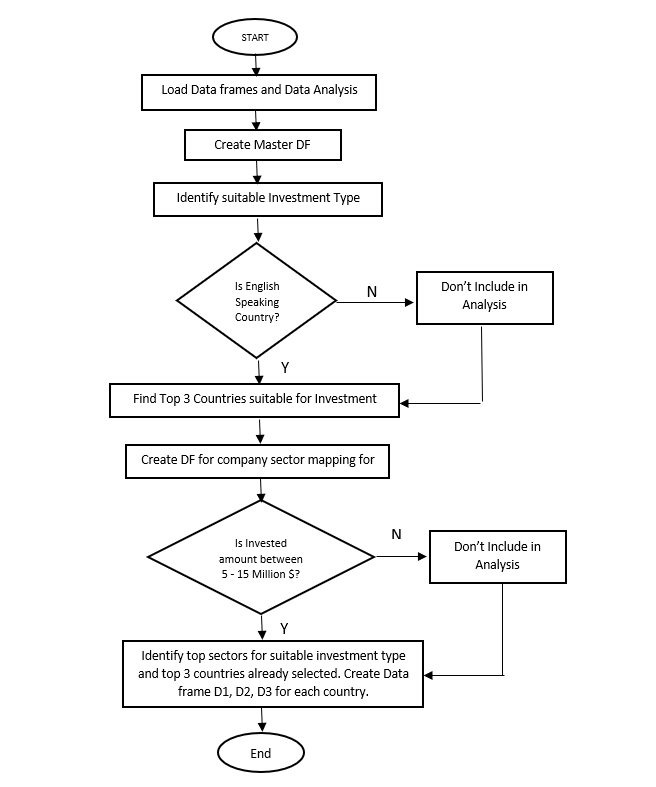 START
Load Data frames and Data Analysis
Create Master DF
Identify suitable Investment Type
Is English
Speaking
Country?
N
Don’t Include in
Analysis
Y
Find Top 3 Countries suitable for Investment
Create DF for company sector mapping for
Is Invested
amount between
5 - 15 Million $?
N
Don’t Include in
Analysis
Y
Identify top sectors for suitable investment type
and top 3 countries already selected. Create Data
frame D1, D2, D3 for each country.
End